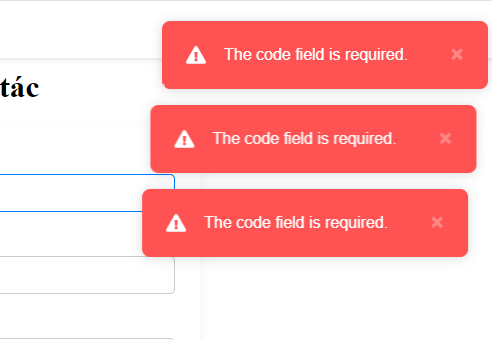 The code field is required.
tác
The code field is required.
The code field is required.